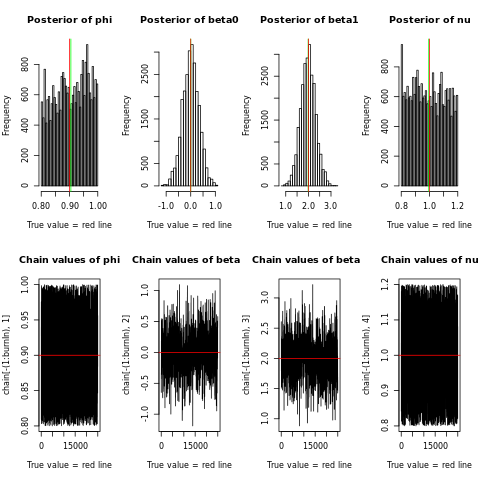 Posterior of phi
Frequency
0 200 400 600 800
0.80 0.90 1.00
True value = red line
Posterior of beta0
Frequency
0 500 1500 2500
-1.0 0.0 1.0
True value = red line
Posterior of beta1
Frequency
0 500 1500 2500
1.0 2.0 3.0
True value = red line
Posterior of nu
Frequency
0 200 400 600 800
0.8 1.0 1.2
True value = red line
Chain values of phi
chain[-(1:burnIn), 1]
0.80 0.85 0.90 0.95 1.00
0 15000
True value = red line
Chain values of beta
chain[-(1:burnIn), 2]
-1.0 -0.5 0.0 0.5 1.0
0 15000
True value = red line
Chain values of beta
chain[-(1:burnIn), 3]
1.0 1.5 2.0 2.5 3.0
0 15000
True value = red line
Chain values of nu
chain[-(1:burnIn), 4]
0.8 0.9 1.0 1.1 1.2
0 15000
True value = red line